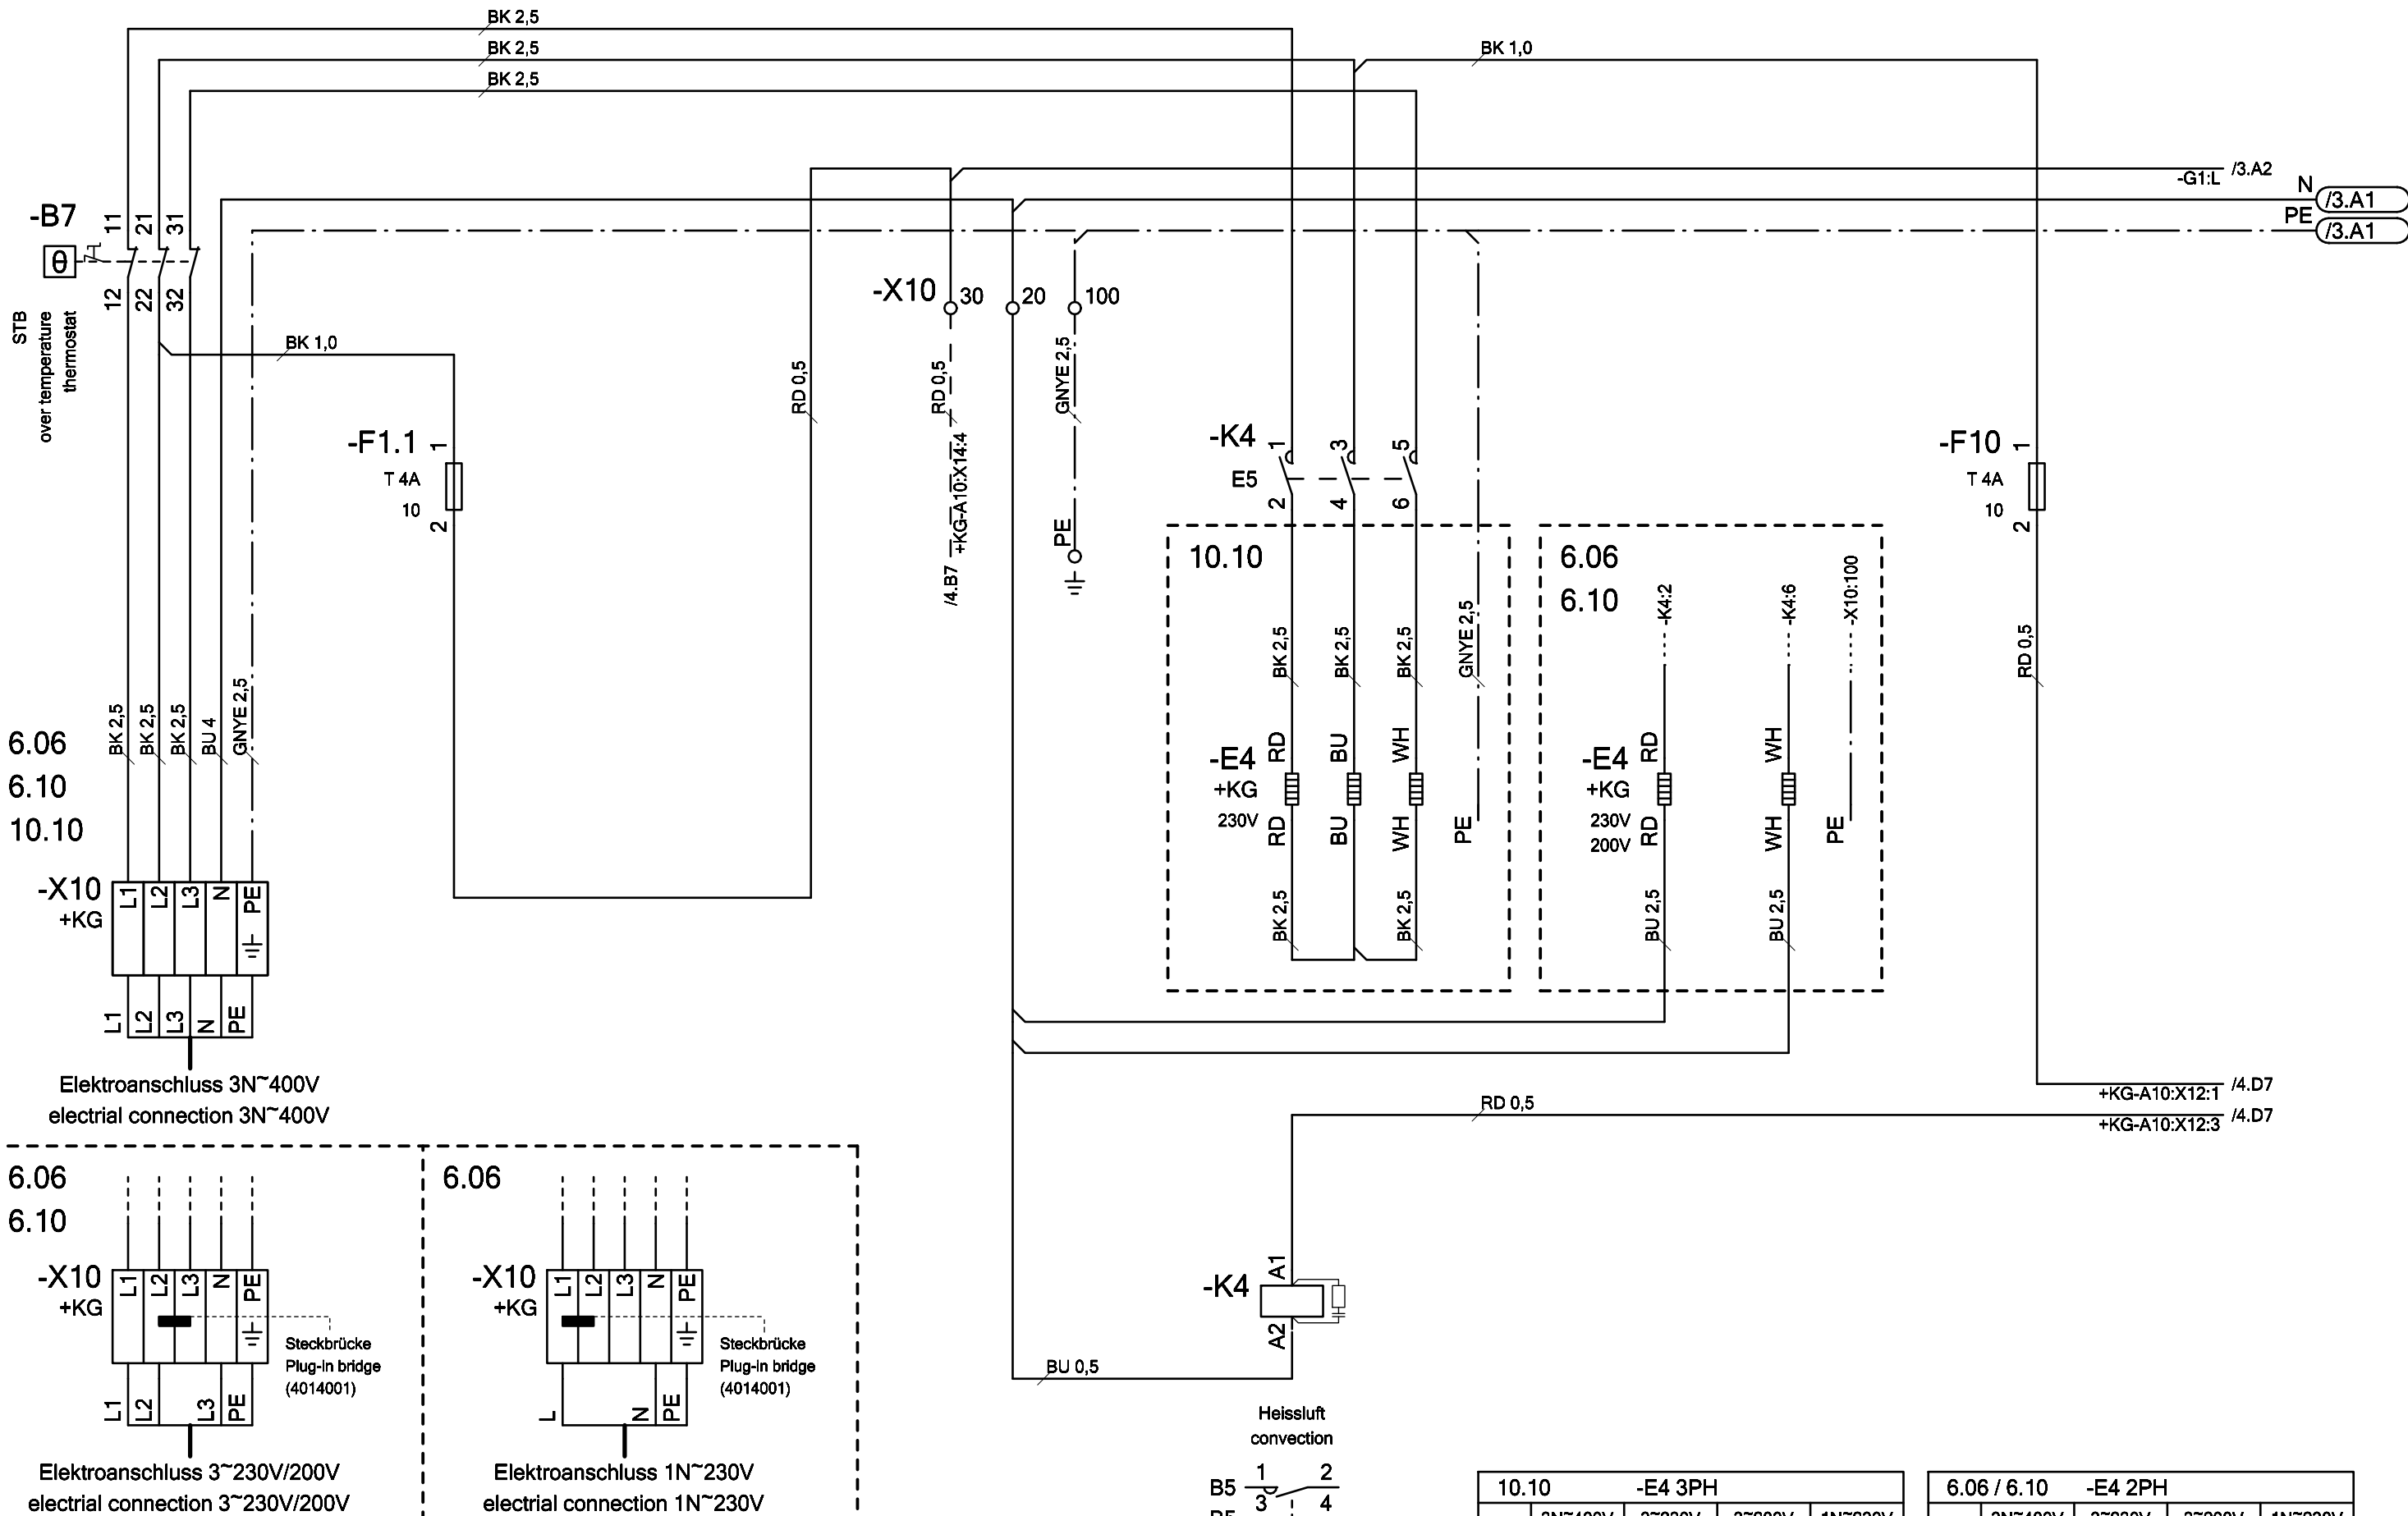 BK 2,5
BK 2,5
BK 2,5
BK 1,0
/3.A2
-G1:L
N
/3.A1
PE
/3.A1
-B7
11
21
31
θ
12
22
32
STB
over temperature
thermostat
BK 1,0
-X10
30
20
100
RD 0,5
RD 0,5
+KG-A10:X14:4
/4.B7
GNYE 2,5
PE
-F1.1
1
T 4A
10
2
-K4
1
3
5
E5
2
4
6
-F10
1
T 4A
10
2
10.10
BK 2,5
BK 2,5
BK 2,5
GNYE 2,5
-E4
RD
BU
WH
+KG
230V
RD
BU
WH
PE
BK 2,5
BK 2,5
6.06
6.10
-K4:2
-K4:6
-X10:100
-E4
RD
WH
+KG
230V
200V
RD
WH
PE
BU 2,5
BU 2,5
RD 0,5
6.06
6.10
10.10
BK 2,5
BK 2,5
BK 2,5
BU 4
GNYE 2,5
-X10
+KG
L1
L2
L3
N
PE
L1
L2
L3
N
PE
Elektroanschluss 3N~400V
electrial connection 3N~400V
/4.D7
+KG-A10:X12:1
RD 0,5
/4.D7
+KG-A10:X12:3
6.06
6.10
-X10
+KG
L1
L2
L3
N
PE
Steckbrücke
Plug-In bridge
(4014001)
L1
L2
L3
PE
Elektroanschluss 3~230V/200V
electrial connection 3~230V/200V
6.06
-X10
+KG
L1
L2
L3
N
PE
Steckbrücke
Plug-In bridge
(4014001)
L
N
PE
Elektroanschluss 1N~230V
electrial connection 1N~230V
-K4
A1
A2
BU 0,5
Heissluft
convection
B5
1
2
3
4
10.10 -E4 3PH
6.06 / 6.10 -E4 2PH